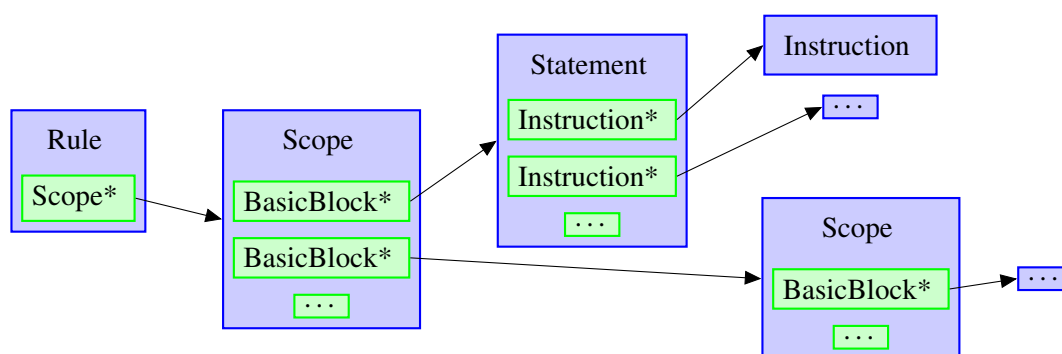 Rule
Scope*
Scope
BasicBlock*
BasicBlock*
...
Statement
Instruction*
Instruction*
...
Instruction
...
Scope
BasicBlock*
...
...